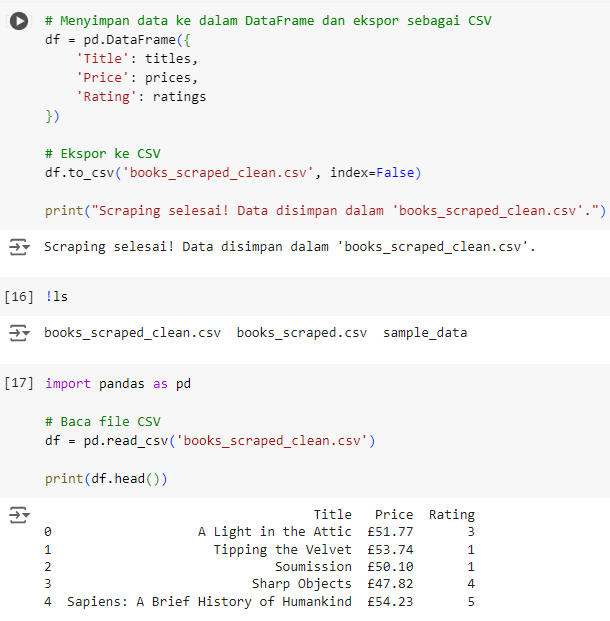 # Menyimpan data ke dalam DataFrame dan ekspor sebagai CSV
df = pd.DataFrame({
    'Title': titles,
    'Price': prices,
    'Rating': ratings
})

# Ekspor ke CSV
df.to_csv('books_scraped_clean.csv', index=False)

print("Scraping selesai! Data disimpan dalam 'books_scraped_clean.csv'.")
Scraping selesai! Data disimpan dalam 'books_scraped_clean.csv'.
[16] !ls
books_scraped_clean.csv  books_scraped.csv  sample_data
[17] import pandas as pd

# Baca file CSV
df = pd.read_csv('books_scraped_clean.csv')

print(df.head())
                                   Title   Price  Rating
0                   A Light in the Attic  £51.77       3
1                     Tipping the Velvet  £53.74       1
2                             Soumission  £50.10       1
3                          Sharp Objects  £47.82       4
4  Sapiens: A Brief History of Humankind  £54.23       5